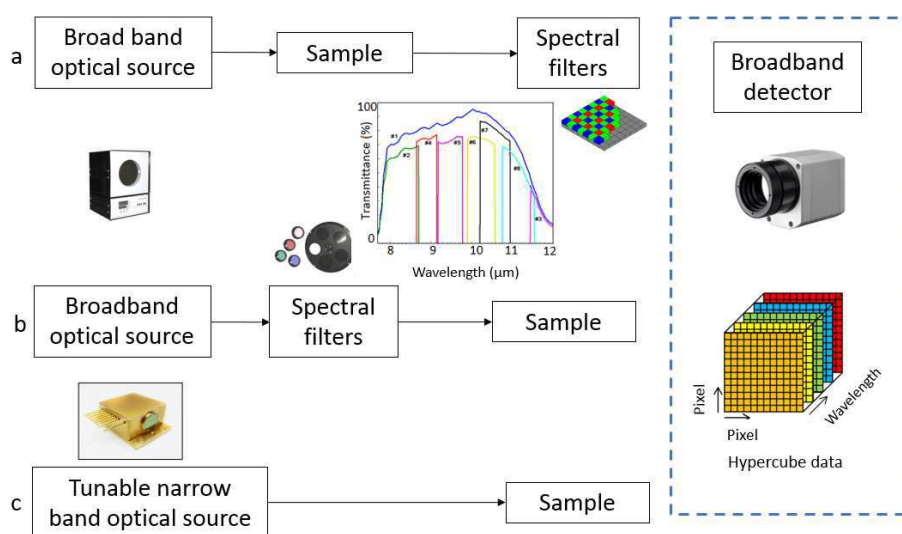 a
Broad band
optical source
Sample
Spectral
filters
Broadband
detector
100
Transmittance (%)
0
#1
#2
#4
#5
#6
#7
#8
#3
8
9
10
11
12
Wavelength (μm)
b
Broadband
optical source
Spectral
filters
Sample
Pixel
Pixel
Wavelength
Hypercube data
c
Tunable narrow
band optical source
Sample